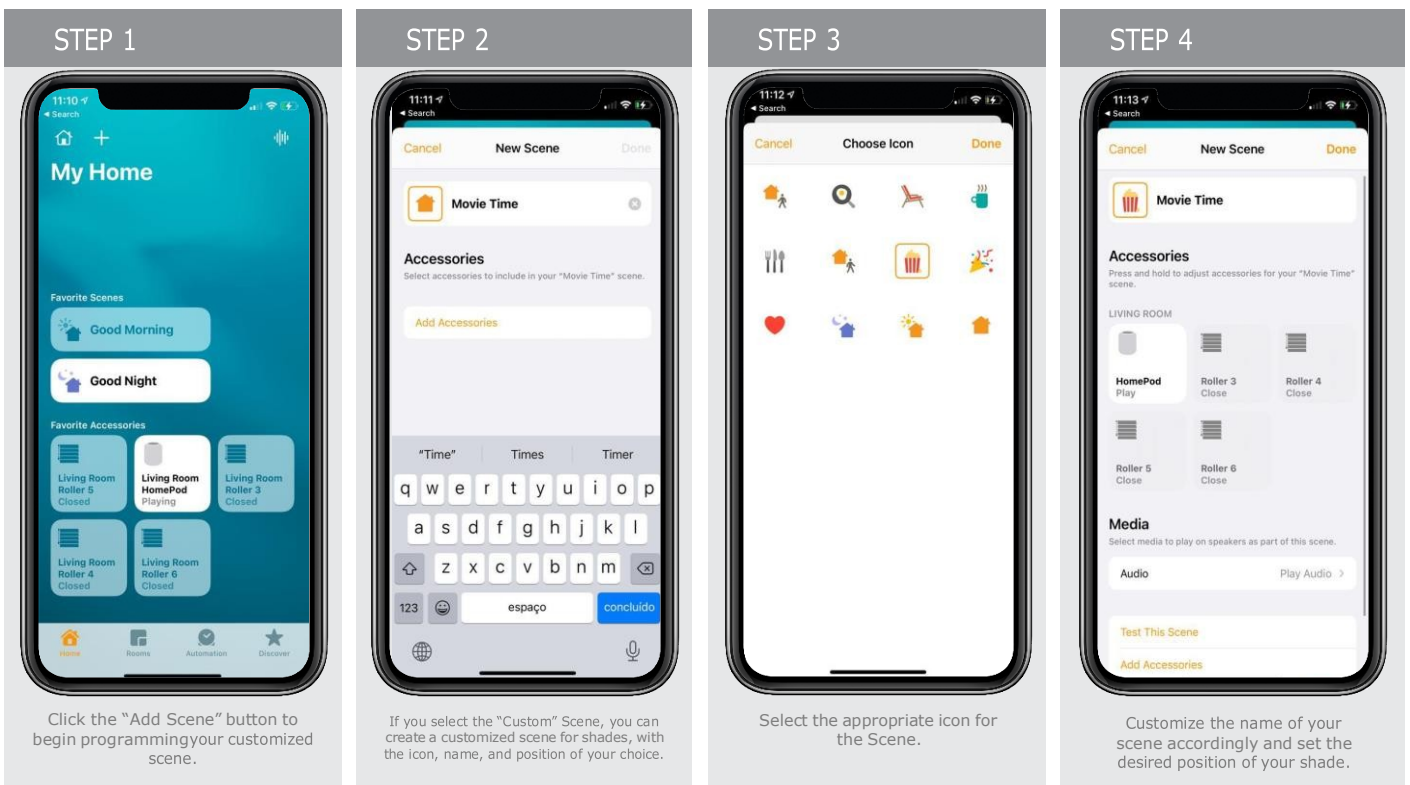 STEP 1
11:10
Search
My Home
Favorite Scenes
Good Morning
Good Night
Favorite Accessories
Living Room
Roller 5
Closed
Living Room
HomePod
Playing
Living Room
Roller 3
Closed
Living Room
Roller 4
Closed
Living Room
Roller 6
Closed
Home
Rooms
Automation
Discover
Click the “Add Scene” button to
begin programmingyour customized
scene.
STEP 2
11:11
Search
Cancel
New Scene
Done
Movie Time
Accessories
Select accessories to include in your "Movie Time" scene.
Add Accessories
"Time"
Times
Timer
q w e r t y u i o p
a s d f g h j k l
z x c v b n m
123
espaço
concluído
If you select the “Custom” Scene, you can
create a customized scene for shades, with
the icon, name, and position of your choice.
STEP 3
11:12
Search
Cancel
Choose Icon
Done
Select the appropriate icon for
the Scene.
STEP 4
11:13
Search
Cancel
New Scene
Done
Movie Time
Accessories
Press and hold to adjust accessories for your "Movie Time"
scene.
LIVING ROOM
HomePod
Play
Roller 3
Close
Roller 4
Close
Roller 5
Close
Roller 6
Close
Media
Select media to play on speakers as part of this scene.
Audio
Play Audio
Test This Scene
Add Accessories
Customize the name of your
scene accordingly and set the
desired position of your shade.